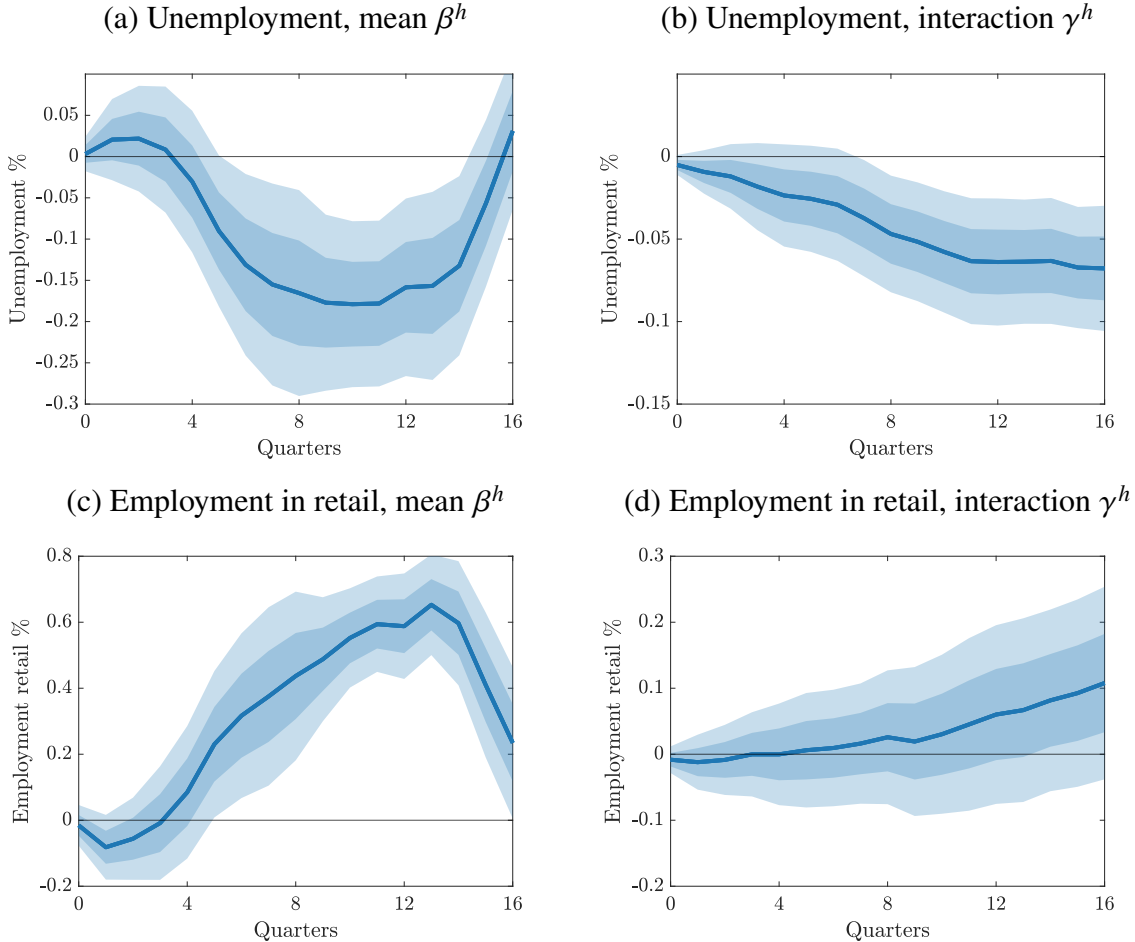 (a) Unemployment, mean βʰ
(b) Unemployment, interaction γʰ
Unemployment %
0.05
0
-0.05
-0.1
-0.15
-0.2
-0.25
-0.3
0 4 8 12 16
Quarters
Unemployment %
0
-0.05
-0.1
-0.15
0 4 8 12 16
Quarters
(c) Employment in retail, mean βʰ
(d) Employment in retail, interaction γʰ
Employment retail %
0.8
0.6
0.4
0.2
0
-0.2
0 4 8 12 16
Quarters
Employment retail %
0.3
0.2
0.1
0
-0.1
-0.2
0 4 8 12 16
Quarters